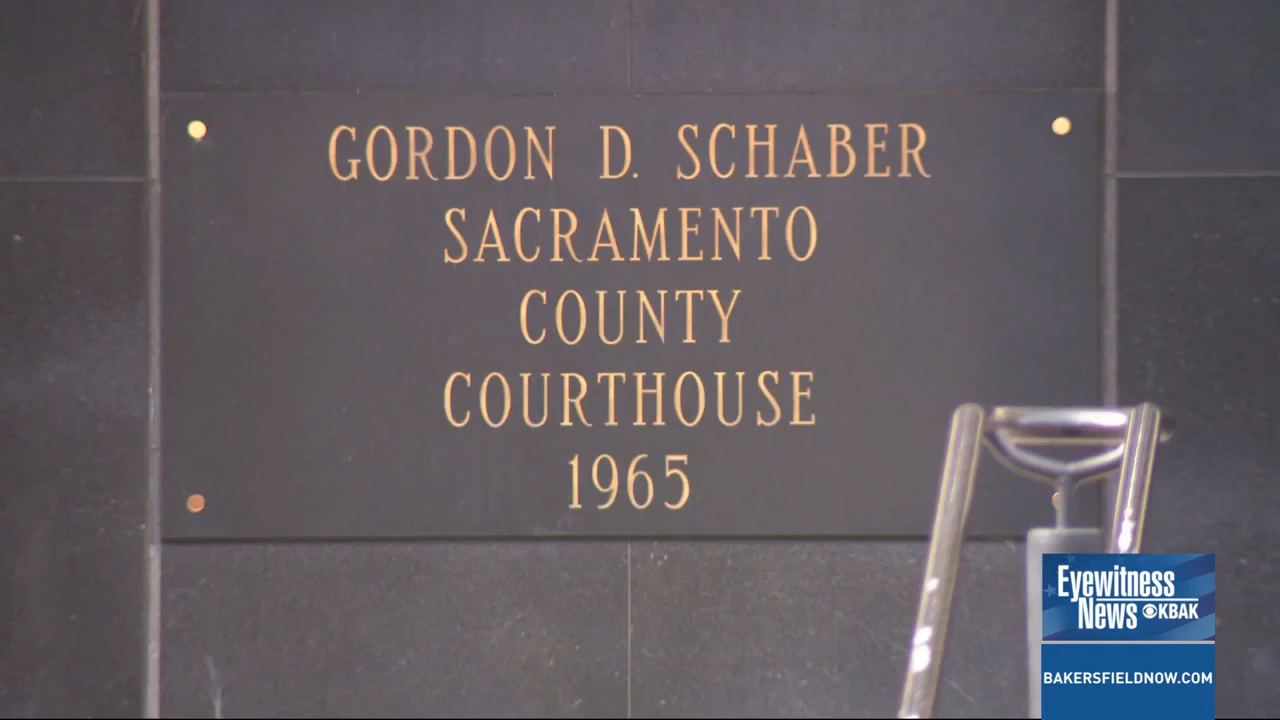 GORDON D. SCHABER
SACRAMENTO
COUNTY
COURTHOUSE
1965
Eyewitness
News KBAK
BAKERSFIELDNOW.COM